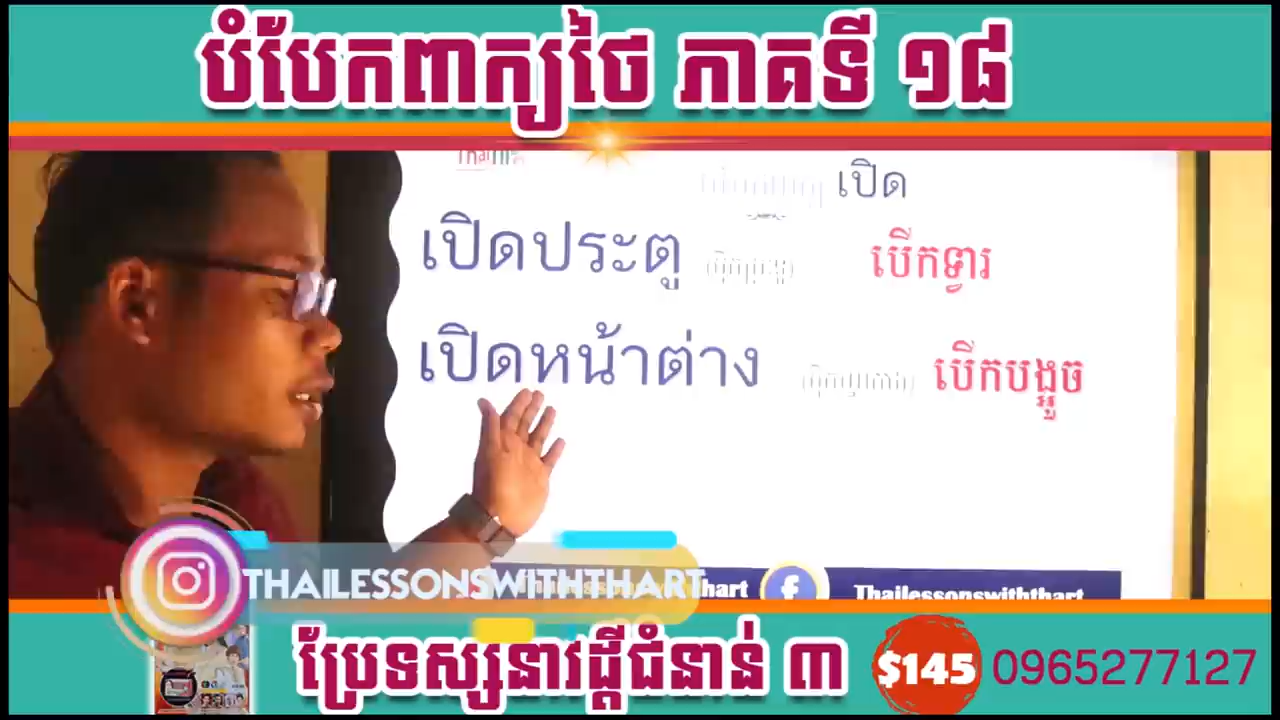 បំបែកពាក្យថៃ ភាគទី ១៨
เปิด
เปิดประตู បើកទ្វារ
เปิดหน้าต่าง បើកបង្អួច
THAILESSONSWITHTHART
Thailessonswiththart
ប្រែទស្សនាវដ្ដីជំនាន់ ៣ $145 0965277127